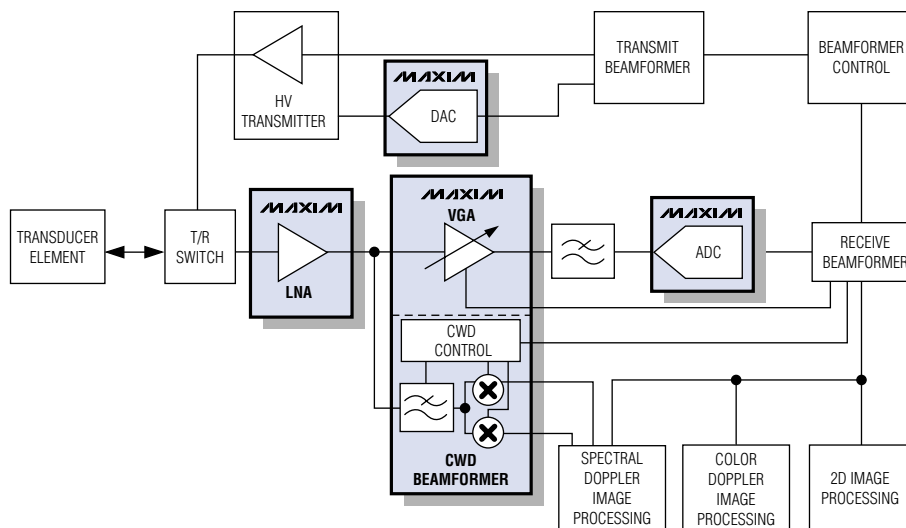 HV
TRANSMITTER
MAXIM
DAC
TRANSMIT
BEAMFORMER
BEAMFORMER
CONTROL
TRANSDUCER
ELEMENT
T/R
SWITCH
MAXIM
LNA
MAXIM
VGA
MAXIM
ADC
RECEIVE
BEAMFORMER
CWD
CONTROL
CWD
BEAMFORMER
SPECTRAL
DOPPLER
IMAGE
PROCESSING
COLOR
DOPPLER
IMAGE
PROCESSING
2D IMAGE
PROCESSING